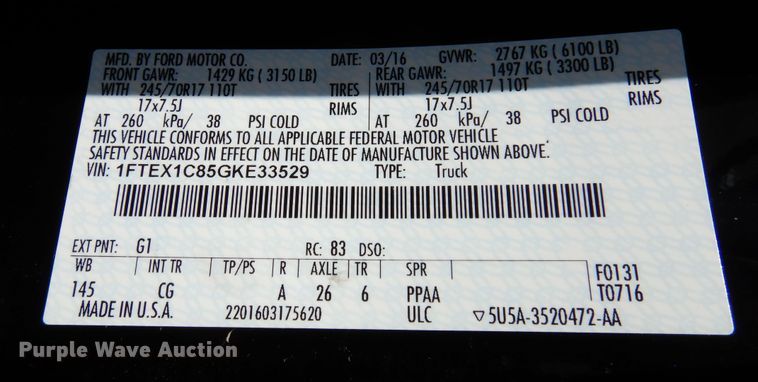 MFD. BY FORD MOTOR CO. DATE: 03/16 GVWR: 2767 KG ( 6100 LB)
FRONT GAWR: 1429 KG ( 3150 LB) REAR GAWR: 1497 KG ( 3300 LB)
WITH 245/70R17 110T TIRES WITH 245/70R17 110T TIRES
17x7.5J RIMS 17x7.5J RIMS
AT 260 kPa/ 38 PSI COLD AT 260 kPa/ 38 PSI COLD
THIS VEHICLE CONFORMS TO ALL APPLICABLE FEDERAL MOTOR VEHICLE
SAFETY STANDARDS IN EFFECT ON THE DATE OF MANUFACTURE SHOWN ABOVE.
VIN: 1FTEX1C85GKE33529 TYPE: Truck
EXT PNT: G1 RC: 83 DSO:
WB INT TR TP/PS R AXLE TR SPR F0131
145 CG A 26 6 PPAA T0716
MADE IN U.S.A. 2201603175620 ULC ▽5U5A-3520472-AA
Purple Wave Auction